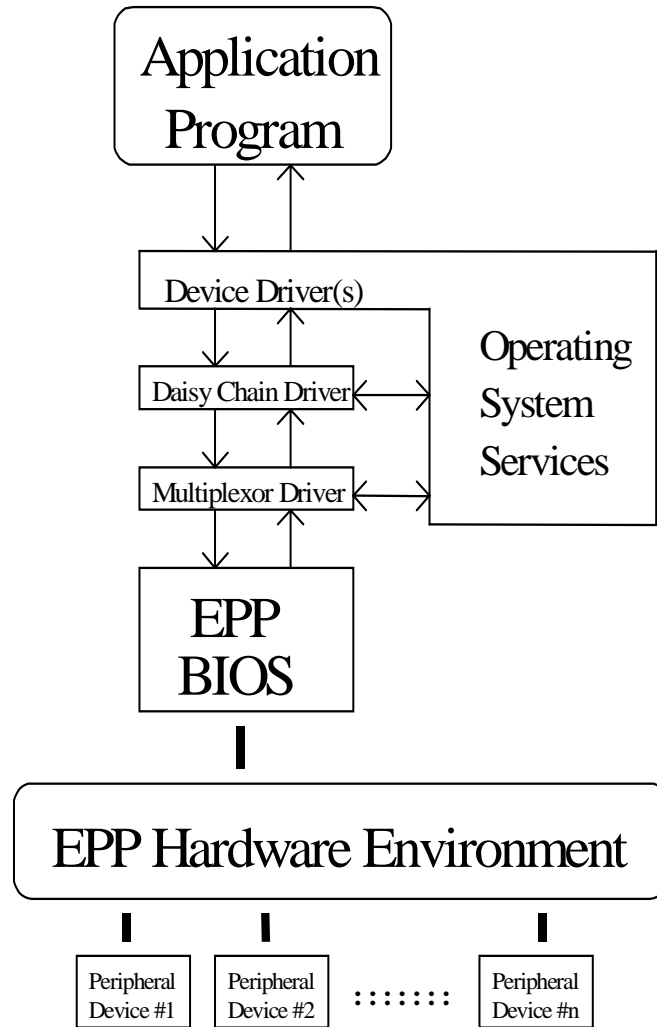 Application
Program
Device Driver(s)
Operating
System
Services
Daisy Chain Driver
Multiplexor Driver
EPP
BIOS
EPP Hardware Environment
Peripheral
Device #1
Peripheral
Device #2
:::::::
Peripheral
Device #n